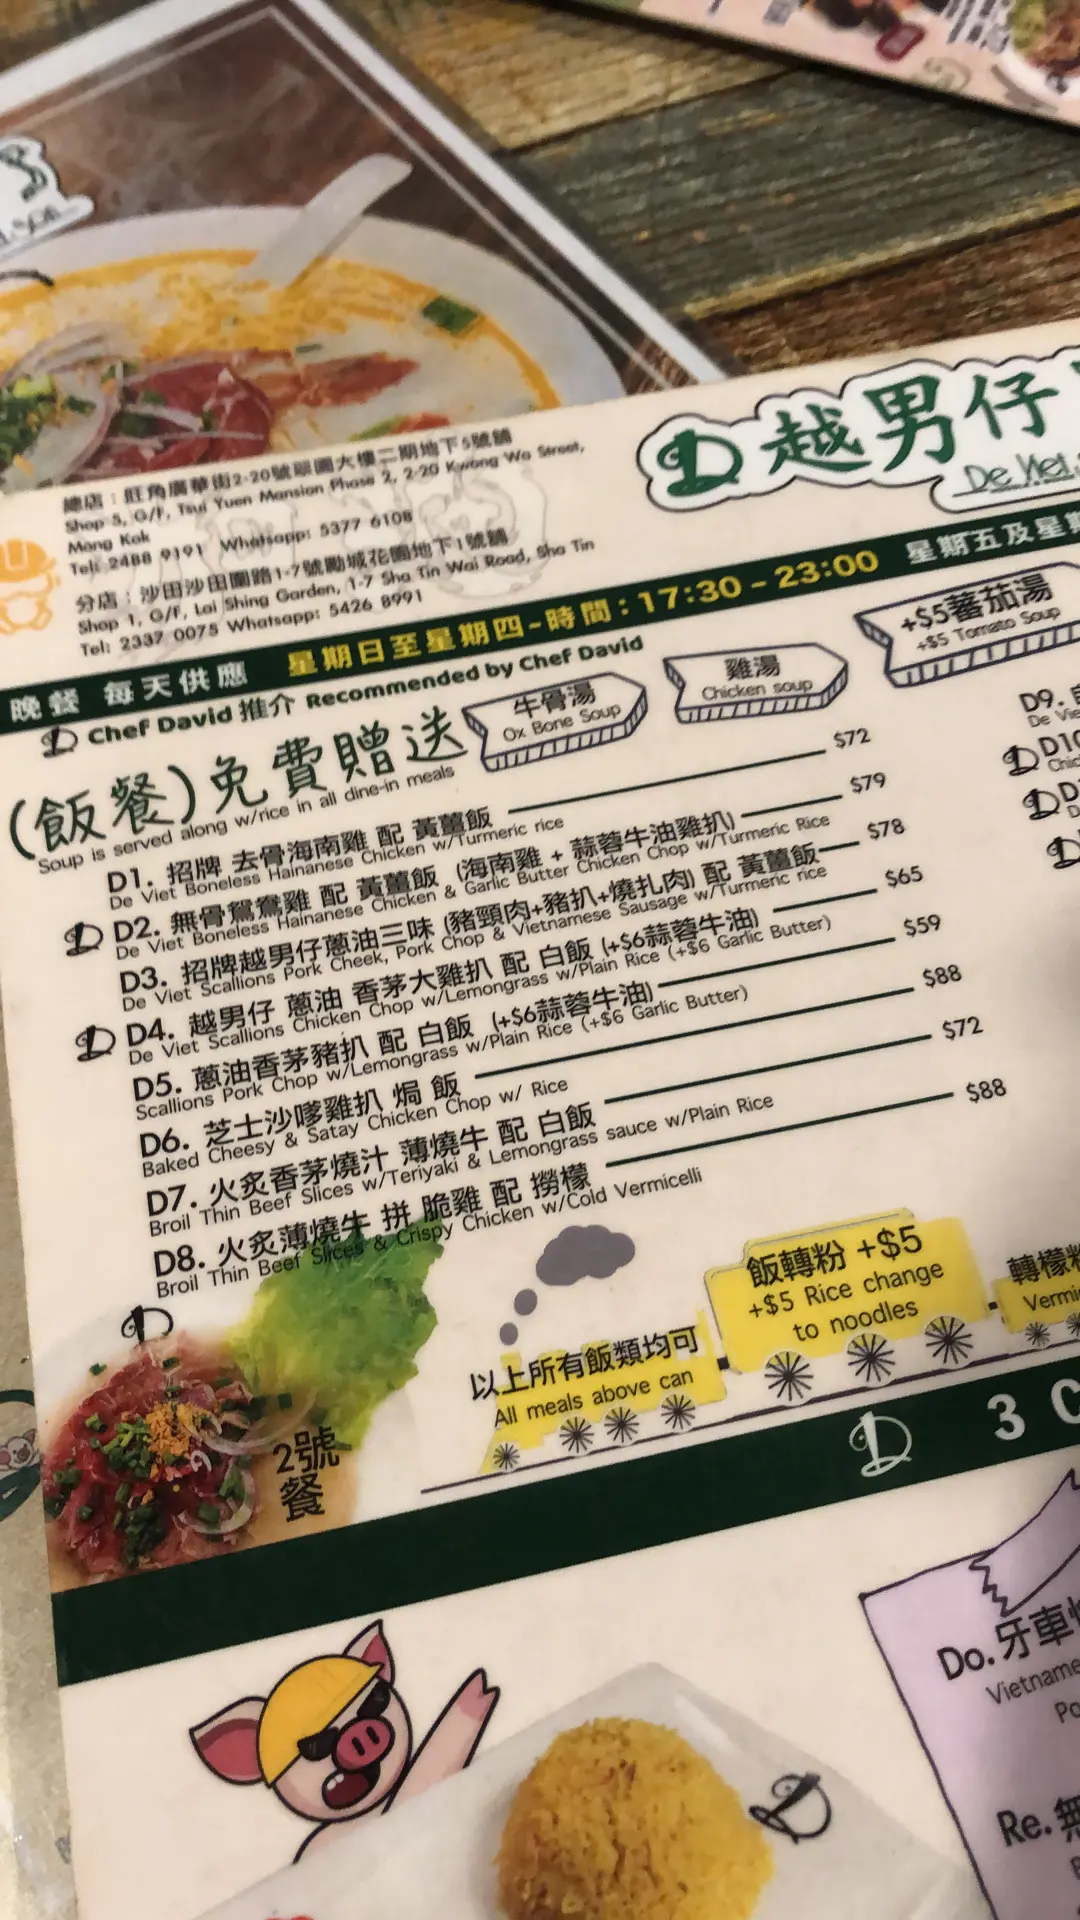 總店：旺角廣華街2-20號翠園大樓二期地下5號舖
Shop 5, G/F, Tsui Yuen Mansion Phase 2, 2-20 Kwong Wa Street,
Mong Kok
Tel: 2488 9191 Whatsapp: 5377 6108
分店：沙田沙田圍路1-7號勵城花園地下1號舖
Shop 1, G/F, Lai Shing Garden, 1-7 Sha Tin Wai Road, Sha Tin
Tel: 2337 0075 Whatsapp: 5426 8991
D 越男仔
De Viet
晚餐 每天供應 星期日至星期四-時間：17:30 - 23:00 星期五及星期
D Chef David 推介 Recommended by Chef David
(飯餐)免費贈送
Soup is served along w/rice in all dine-in meals
牛骨湯
Ox Bone Soup
雞湯
Chicken soup
+$5蕃茄湯
+$5 Tomato Soup
D1. 招牌 去骨海南雞 配 黃薑飯 $72
De Viet Boneless Hainanese Chicken w/Turmeric rice
D D2. 無骨鴛鴦雞 配 黃薑飯 (海南雞 + 蒜蓉牛油雞扒) $79
De Viet Boneless Hainanese Chicken & Garlic Butter Chicken Chop w/Turmeric Rice
D3. 招牌越男仔蔥油三味 (豬頸肉+豬扒+燒扎肉) 配 黃薑飯 $78
De Viet Scallions Pork Cheek, Pork Chop & Vietnamese Sausage w/Turmeric rice
D D4. 越男仔 蔥油 香茅大雞扒 配 白飯 (+$6蒜蓉牛油) $65
De Viet Scallions Chicken Chop w/Lemongrass w/Plain Rice (+$6 Garlic Butter)
D5. 蔥油香茅豬扒 配 白飯 (+$6蒜蓉牛油) $59
Scallions Pork Chop w/Lemongrass w/Plain Rice (+$6 Garlic Butter)
D6. 芝士沙嗲雞扒 焗 飯 $88
Baked Cheesy & Satay Chicken Chop w/ Rice
D7. 火炙香茅燒汁 薄燒牛 配 白飯 $72
Broil Thin Beef Slices w/Teriyaki & Lemongrass sauce w/Plain Rice
D8. 火炙薄燒牛 拼 脆雞 配 撈檬 $88
Broil Thin Beef Slices & Crispy Chicken w/Cold Vermicelli
D9.
De Vie
D D10
Chic
D D
D
D
D
2號
餐
以上所有飯類均可
All meals above can
飯轉粉 +$5
+$5 Rice change
to noodles
轉檬粉
Vermi
D 3 C
D
Do.牙車
Vietname
Po
Re.無